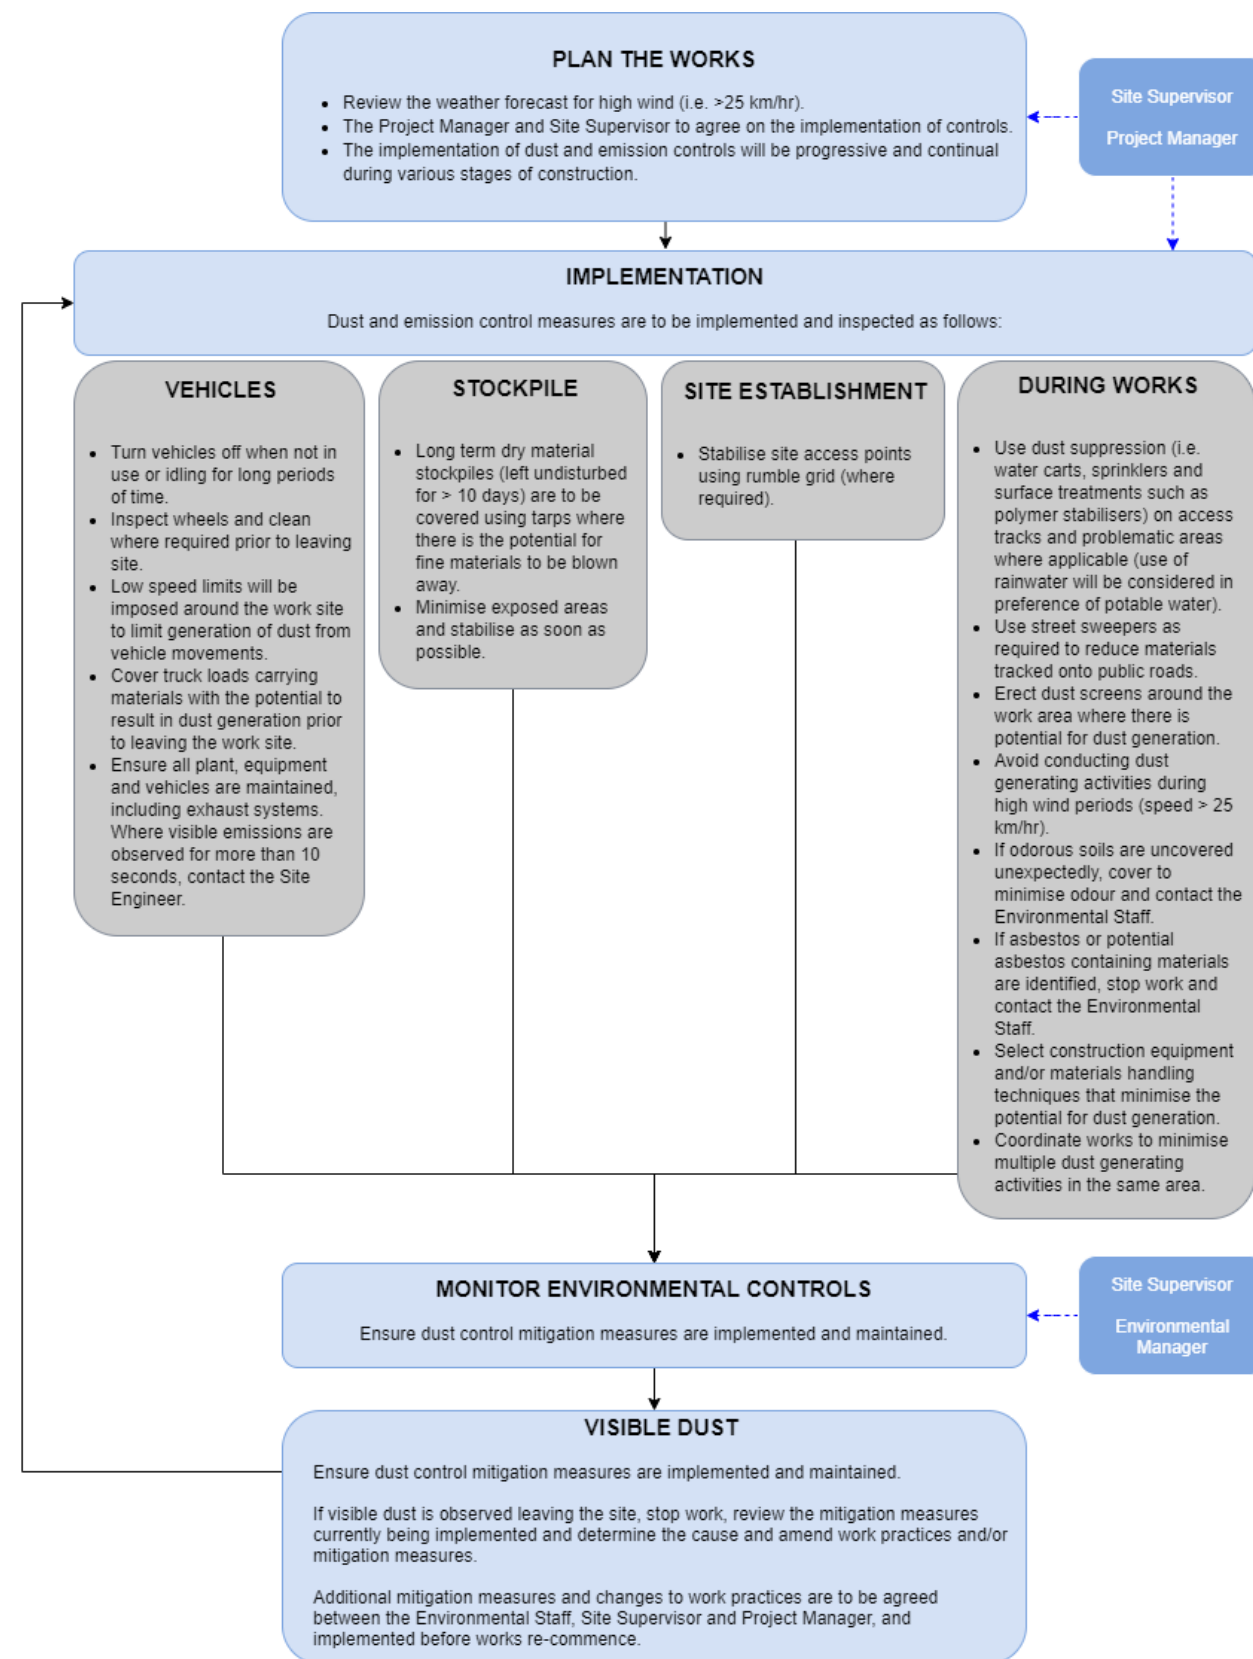 PLAN THE WORKS
• Review the weather forecast for high wind (i.e. >25 km/hr).
• The Project Manager and Site Supervisor to agree on the implementation of controls.
• The implementation of dust and emission controls will be progressive and continual
during various stages of construction.
Site Supervisor
Project Manager
IMPLEMENTATION
Dust and emission control measures are to be implemented and inspected as follows:
VEHICLES
• Turn vehicles off when not in
use or idling for long periods
of time.
• Inspect wheels and clean
where required prior to leaving
site.
• Low speed limits will be
imposed around the work site
to limit generation of dust from
vehicle movements.
• Cover truck loads carrying
materials with the potential to
result in dust generation prior
to leaving the work site.
• Ensure all plant, equipment
and vehicles are maintained,
including exhaust systems.
Where visible emissions are
observed for more than 10
seconds, contact the Site
Engineer.
STOCKPILE
• Long term dry material
stockpiles (left undisturbed
for > 10 days) are to be
covered using tarps where
there is the potential for
fine materials to be blown
away.
• Minimise exposed areas
and stabilise as soon as
possible.
SITE ESTABLISHMENT
• Stabilise site access points
using rumble grid (where
required).
DURING WORKS
• Use dust suppression (i.e.
water carts, sprinklers and
surface treatments such as
polymer stabilisers) on access
tracks and problematic areas
where applicable (use of
rainwater will be considered in
preference of potable water).
• Use street sweepers as
required to reduce materials
tracked onto public roads.
• Erect dust screens around the
work area where there is
potential for dust generation.
• Avoid conducting dust
generating activities during
high wind periods (speed > 25
km/hr).
• If odorous soils are uncovered
unexpectedly, cover to
minimise odour and contact the
Environmental Staff.
• If asbestos or potential
asbestos containing materials
are identified, stop work and
contact the Environmental
Staff.
• Select construction equipment
and/or materials handling
techniques that minimise the
potential for dust generation.
• Coordinate works to minimise
multiple dust generating
activities in the same area.
MONITOR ENVIRONMENTAL CONTROLS
Ensure dust control mitigation measures are implemented and maintained.
Site Supervisor
Environmental
Manager
VISIBLE DUST
Ensure dust control mitigation measures are implemented and maintained.
If visible dust is observed leaving the site, stop work, review the mitigation measures
currently being implemented and determine the cause and amend work practices and/or
mitigation measures.
Additional mitigation measures and changes to work practices are to be agreed
between the Environmental Staff, Site Supervisor and Project Manager, and
implemented before works re-commence.